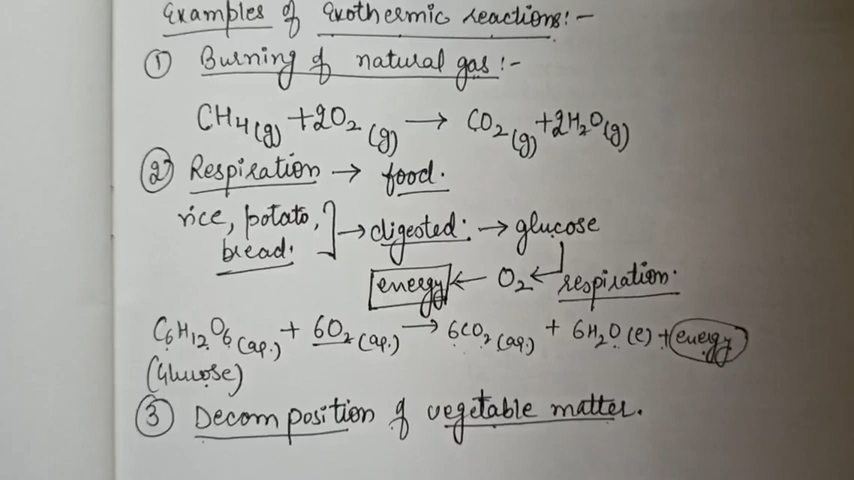 Examples of Exothermic reactions:-
① Burning of natural gas:-
CH4(g) + 2O2(g) → CO2(g) + 2H2O(g)
② Respiration → food.
rice, potato, bread. ] → digested: → glucose
energy ← O2 ← respiration.
C6H12O6(aq.) + 6O2(aq.) → 6CO2(aq.) + 6H2O(l) + energy
(Glucose)
③ Decomposition of vegetable matter.